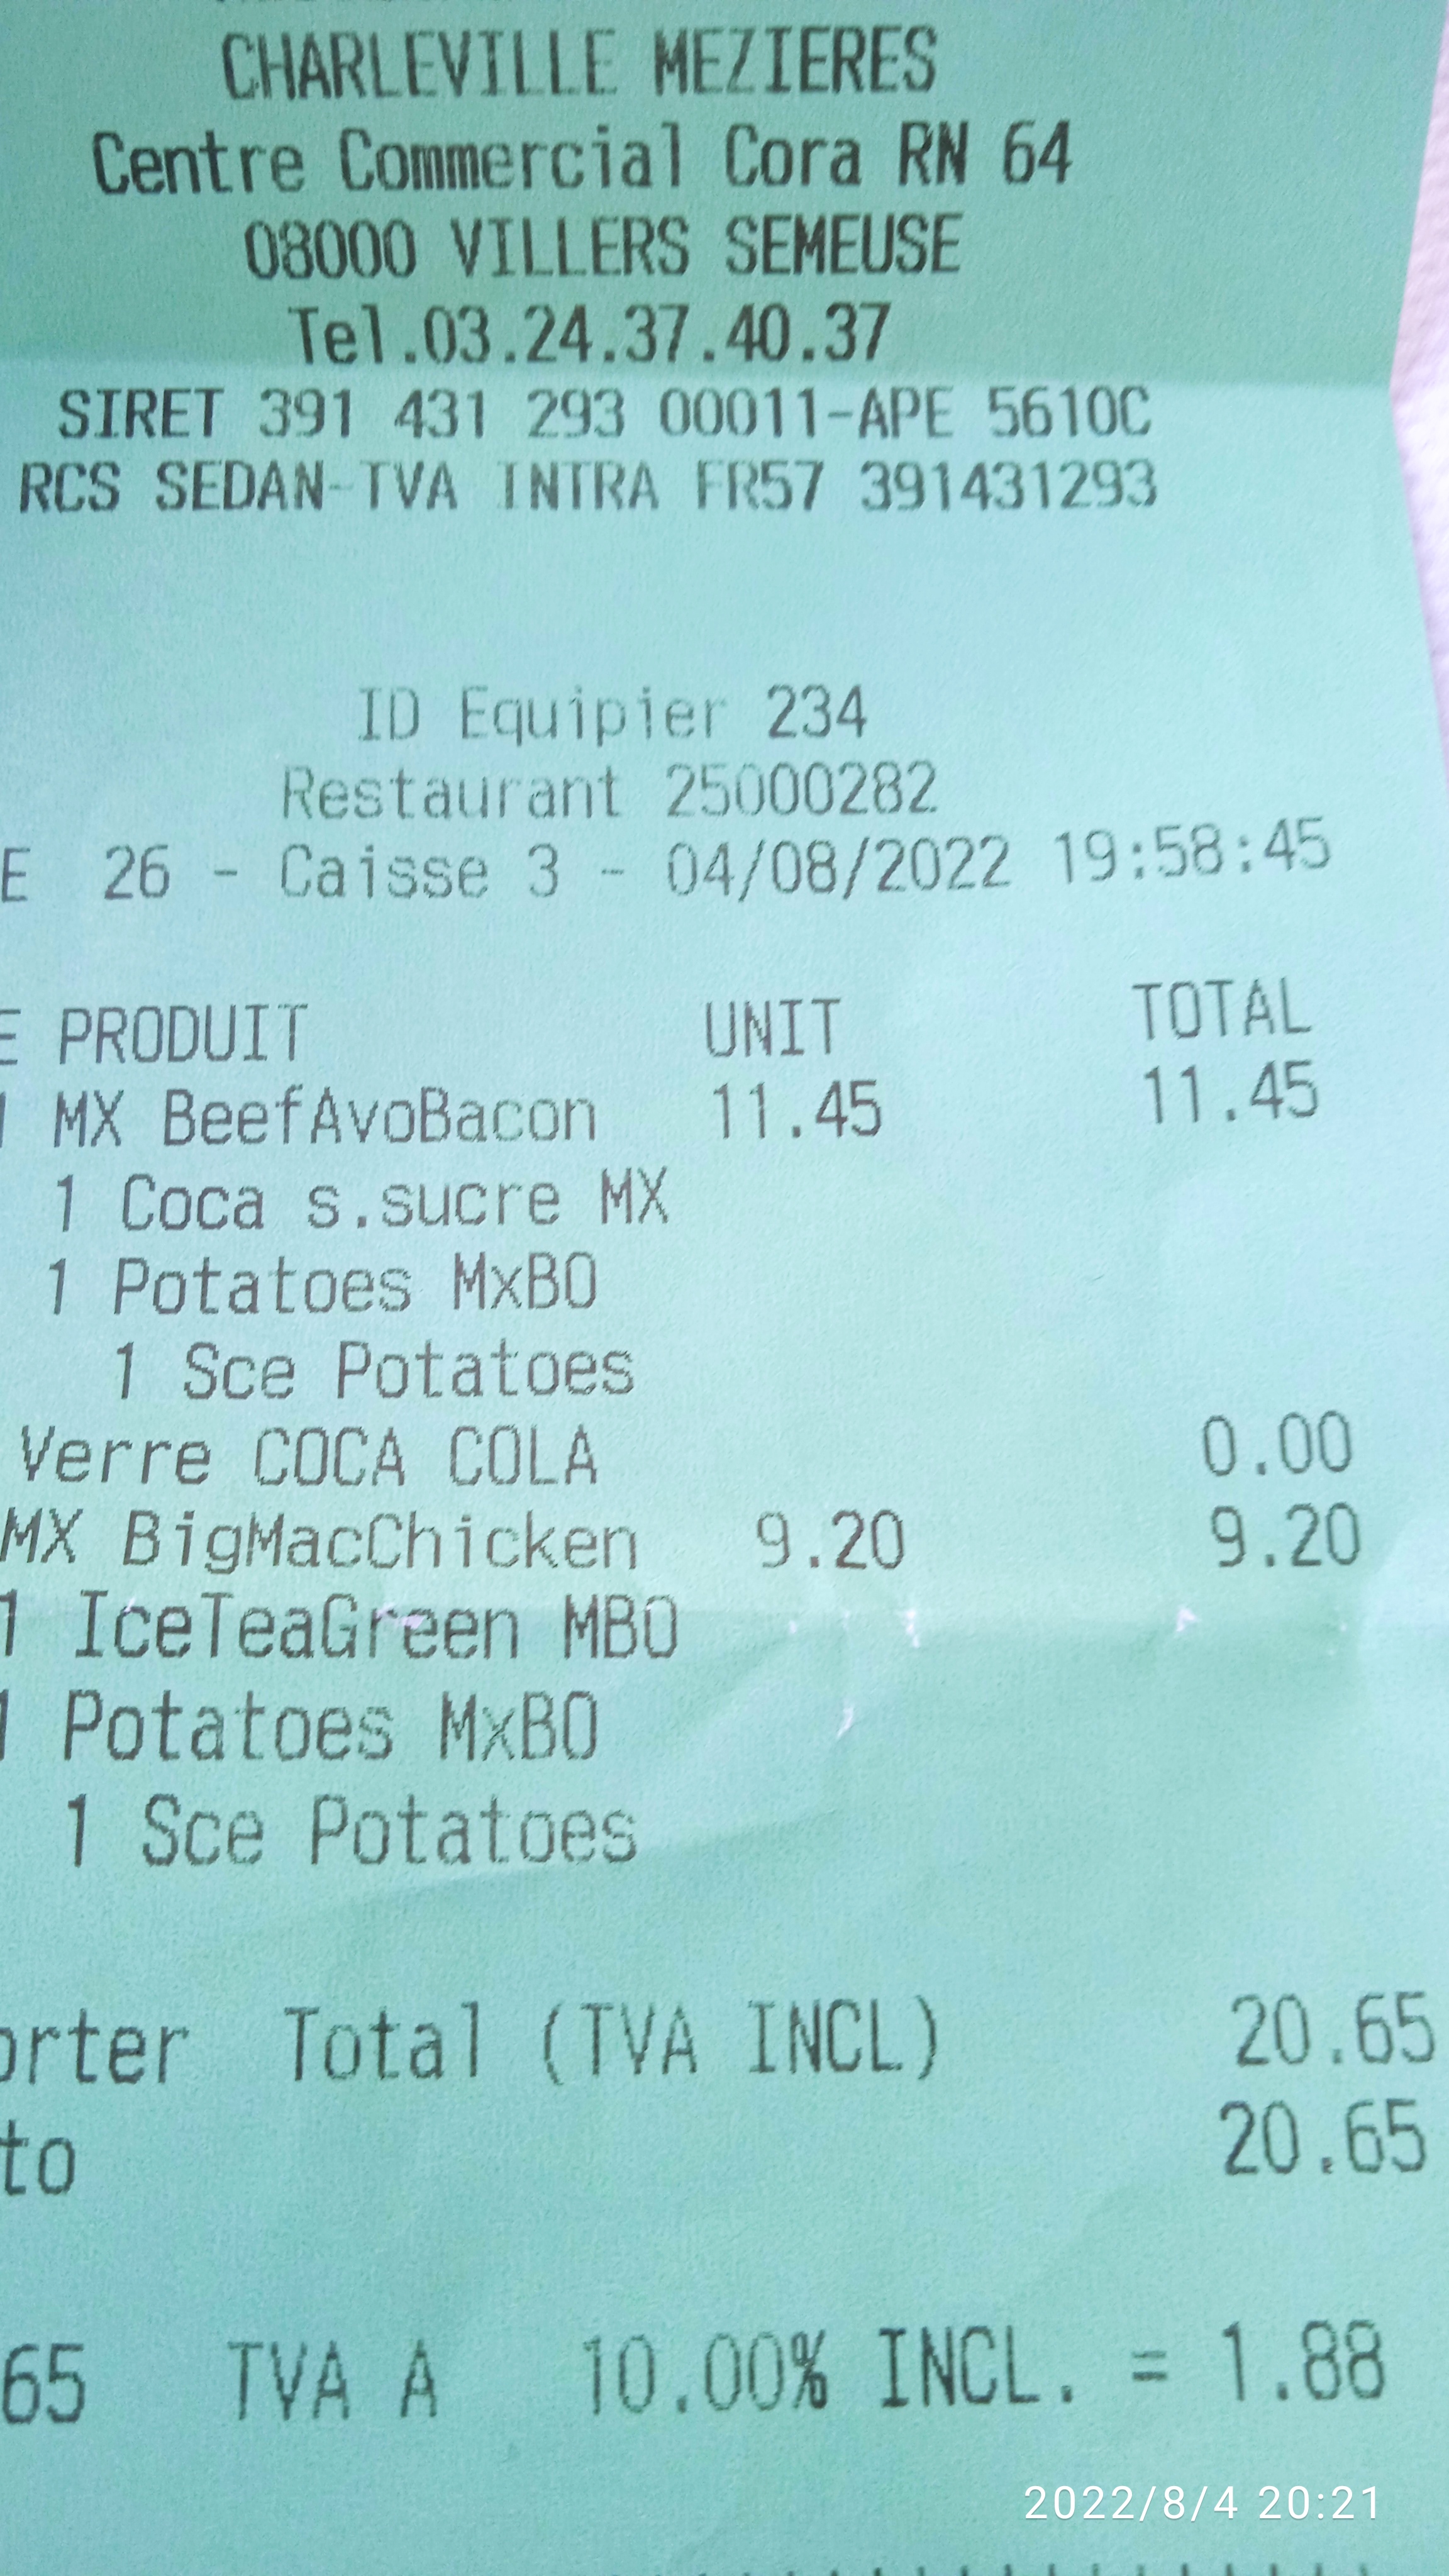 CHARLEVILLE MEZIERES
Centre Commercial Cora RN 64
08000 VILLERS SEMEUSE
Tel.03.24.37.40.37
SIRET 391 431 293 00011-APE 5610C
RCS SEDAN-TVA INTRA FR57 391431293
ID Equipier 234
Restaurant 25000282
E 26 - Caisse 3 - 04/08/2022 19:58:45
E PRODUIT UNIT TOTAL
1 MX BeefAvoBacon 11.45 11.45
1 Coca s.sucre MX
1 Potatoes MxBO
1 Sce Potatoes
Verre COCA COLA 0.00
MX BigMacChicken 9.20 9.20
1 IceTeaGreen MBO
1 Potatoes MxBO
1 Sce Potatoes
orter Total (TVA INCL) 20.65
to 20.65
65 TVA A 10.00% INCL. = 1.88
2022/8/4 20:21